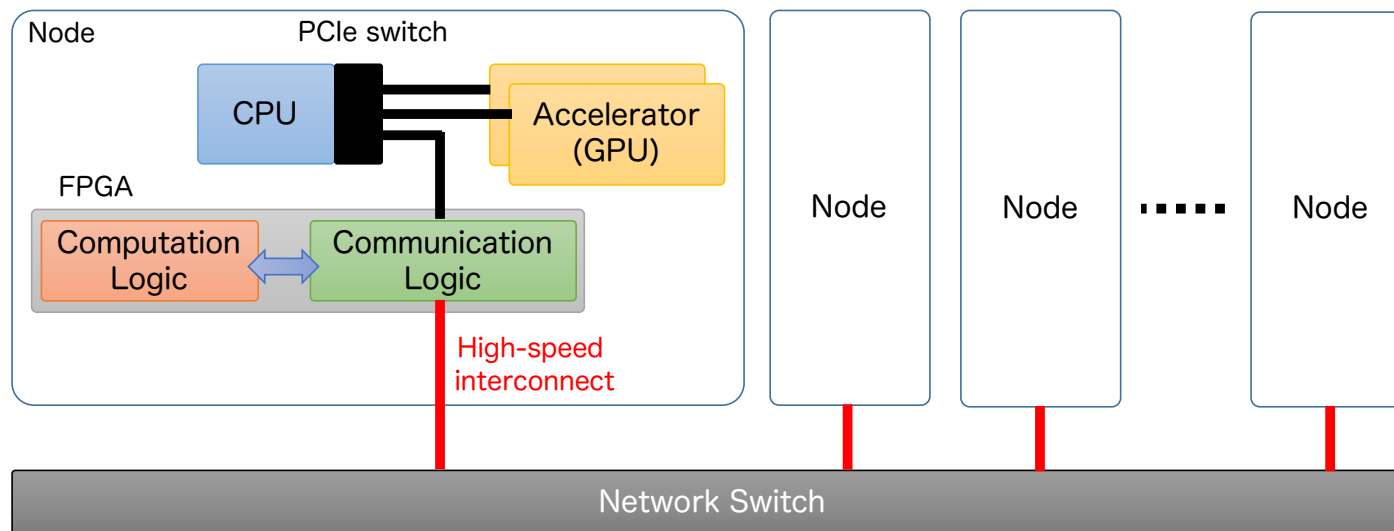 Node
PCIe switch
CPU
Accelerator
(GPU)
FPGA
Computation
Logic
Communication
Logic
High-speed
interconnect
Node
Node
Node
Network Switch